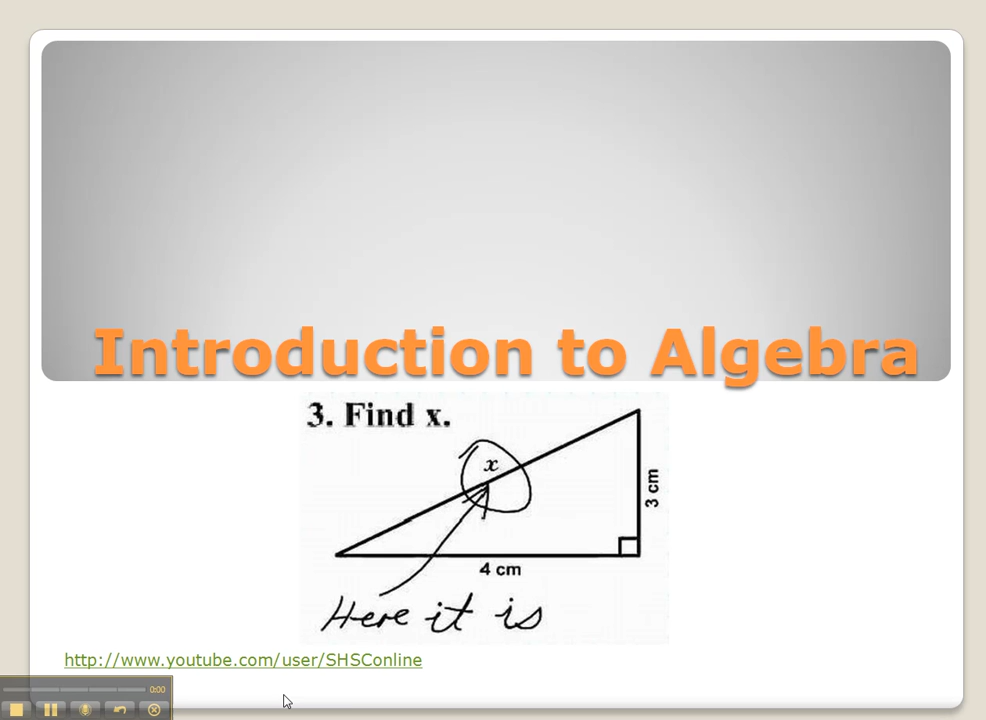 Introduction to Algebra
3. Find x.
x
3 cm
4 cm
Here it is
http://www.youtube.com/user/SHSConline
0:00